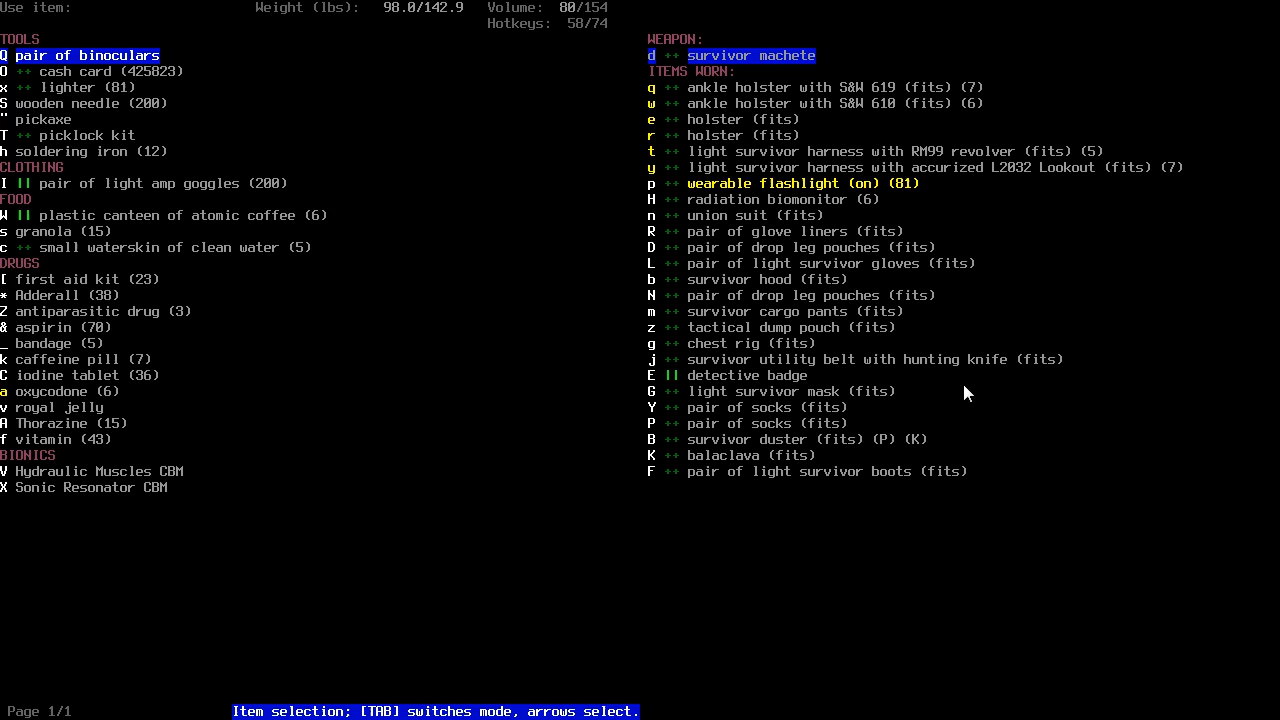 Use item: Weight (lbs): 98.0/142.9 Volume: 80/154
Hotkeys: 58/74
TOOLS
Q pair of binoculars
O ++ cash card (425823)
x ++ lighter (81)
S wooden needle (200)
" pickaxe
T ++ picklock kit
h soldering iron (12)
CLOTHING
I || pair of light amp goggles (200)
FOOD
W || plastic canteen of atomic coffee (6)
s granola (15)
c ++ small waterskin of clean water (5)
DRUGS
[ first aid kit (23)
* Adderall (38)
Z antiparasitic drug (3)
& aspirin (70)
_ bandage (5)
k caffeine pill (7)
C iodine tablet (36)
a oxycodone (6)
v royal jelly
A Thorazine (15)
f vitamin (43)
BIONICS
V Hydraulic Muscles CBM
X Sonic Resonator CBM
WEAPON:
d ++ survivor machete
ITEMS WORN:
q ++ ankle holster with S&W 619 (fits) (7)
w ++ ankle holster with S&W 610 (fits) (6)
e ++ holster (fits)
r ++ holster (fits)
t ++ light survivor harness with RM99 revolver (fits) (5)
y ++ light survivor harness with accurized L2032 Lookout (fits) (7)
p ++ wearable flashlight (on) (81)
H ++ radiation biomonitor (6)
n ++ union suit (fits)
R ++ pair of glove liners (fits)
D ++ pair of drop leg pouches (fits)
L ++ pair of light survivor gloves (fits)
b ++ survivor hood (fits)
N ++ pair of drop leg pouches (fits)
m ++ survivor cargo pants (fits)
z ++ tactical dump pouch (fits)
g ++ chest rig (fits)
j ++ survivor utility belt with hunting knife (fits)
E || detective badge
G ++ light survivor mask (fits)
Y ++ pair of socks (fits)
P ++ pair of socks (fits)
B ++ survivor duster (fits) (P) (K)
K ++ balaclava (fits)
F ++ pair of light survivor boots (fits)
Page 1/1 Item selection; [TAB] switches mode, arrows select.